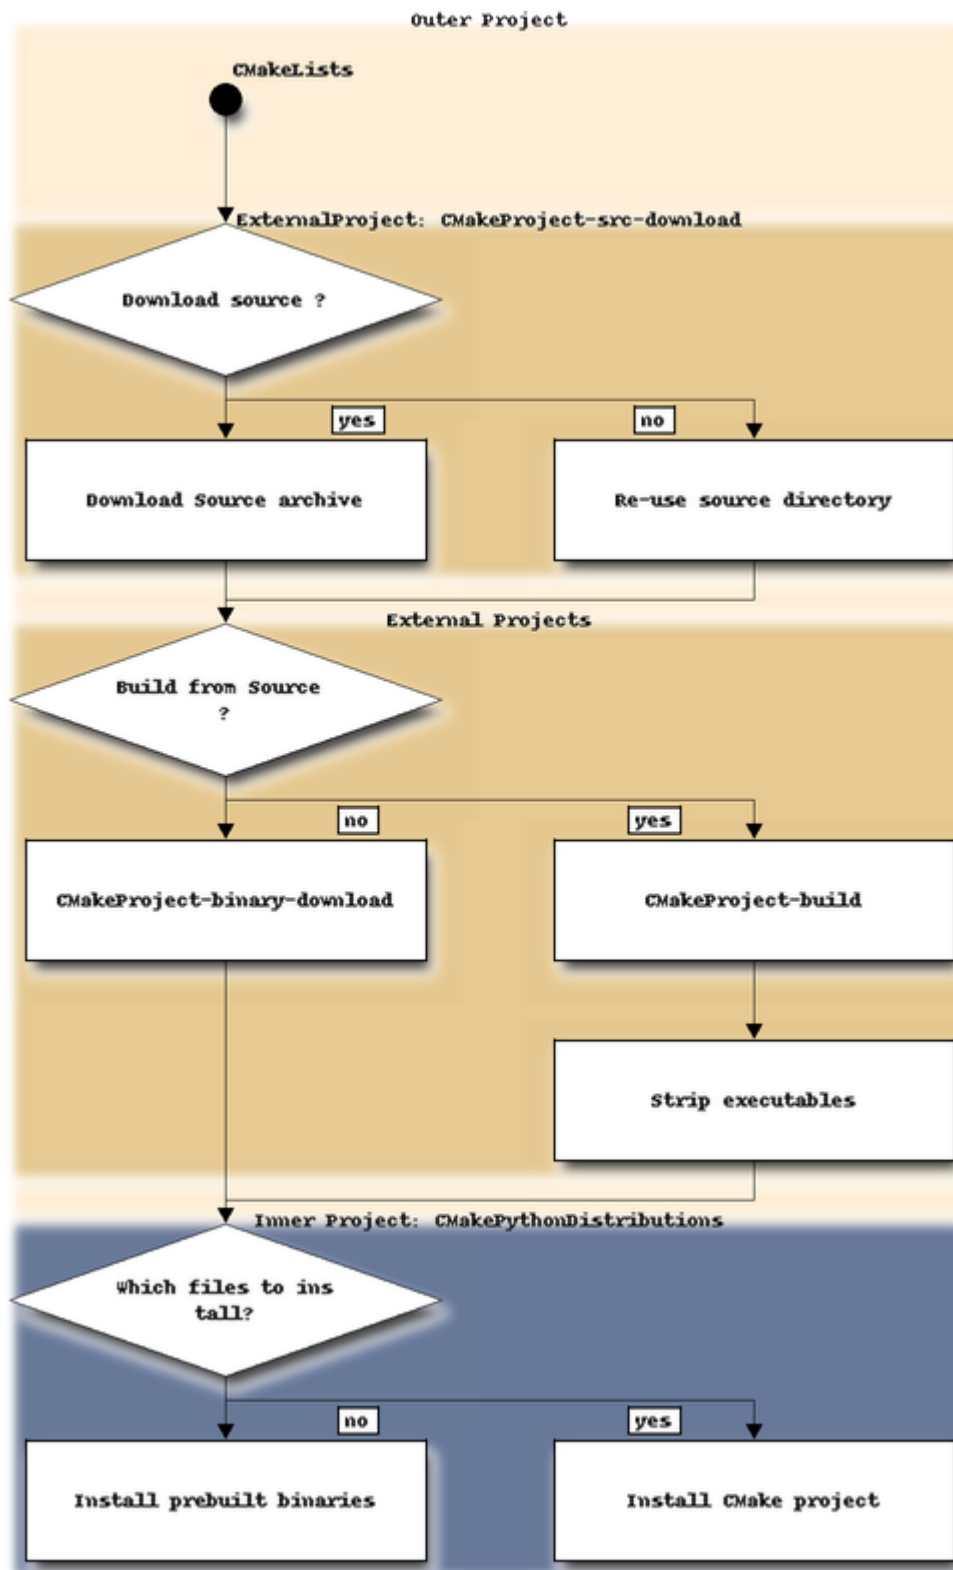 Outer Project
CMakeLists
ExternalProject: CMakeProject-src-download
Download source ?
yes
no
Download Source archive
Re-use source directory
External Projects
Build from Source
?
no
yes
CMakeProject-binary-download
CMakeProject-build
Strip executables
Inner Project: CMakePythonDistributions
Which files to ins
tall?
no
yes
Install prebuilt binaries
Install CMake project